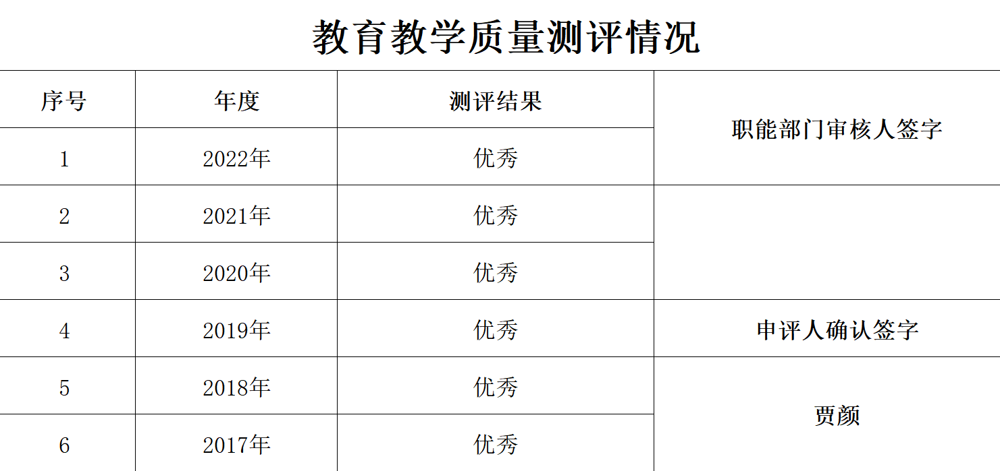 教育教学质量测评情况
序号 年度 测评结果 职能部门审核人签字
1 2022年 优秀
2 2021年 优秀
3 2020年 优秀
4 2019年 优秀 申评人确认签字
5 2018年 优秀 贾颜
6 2017年 优秀